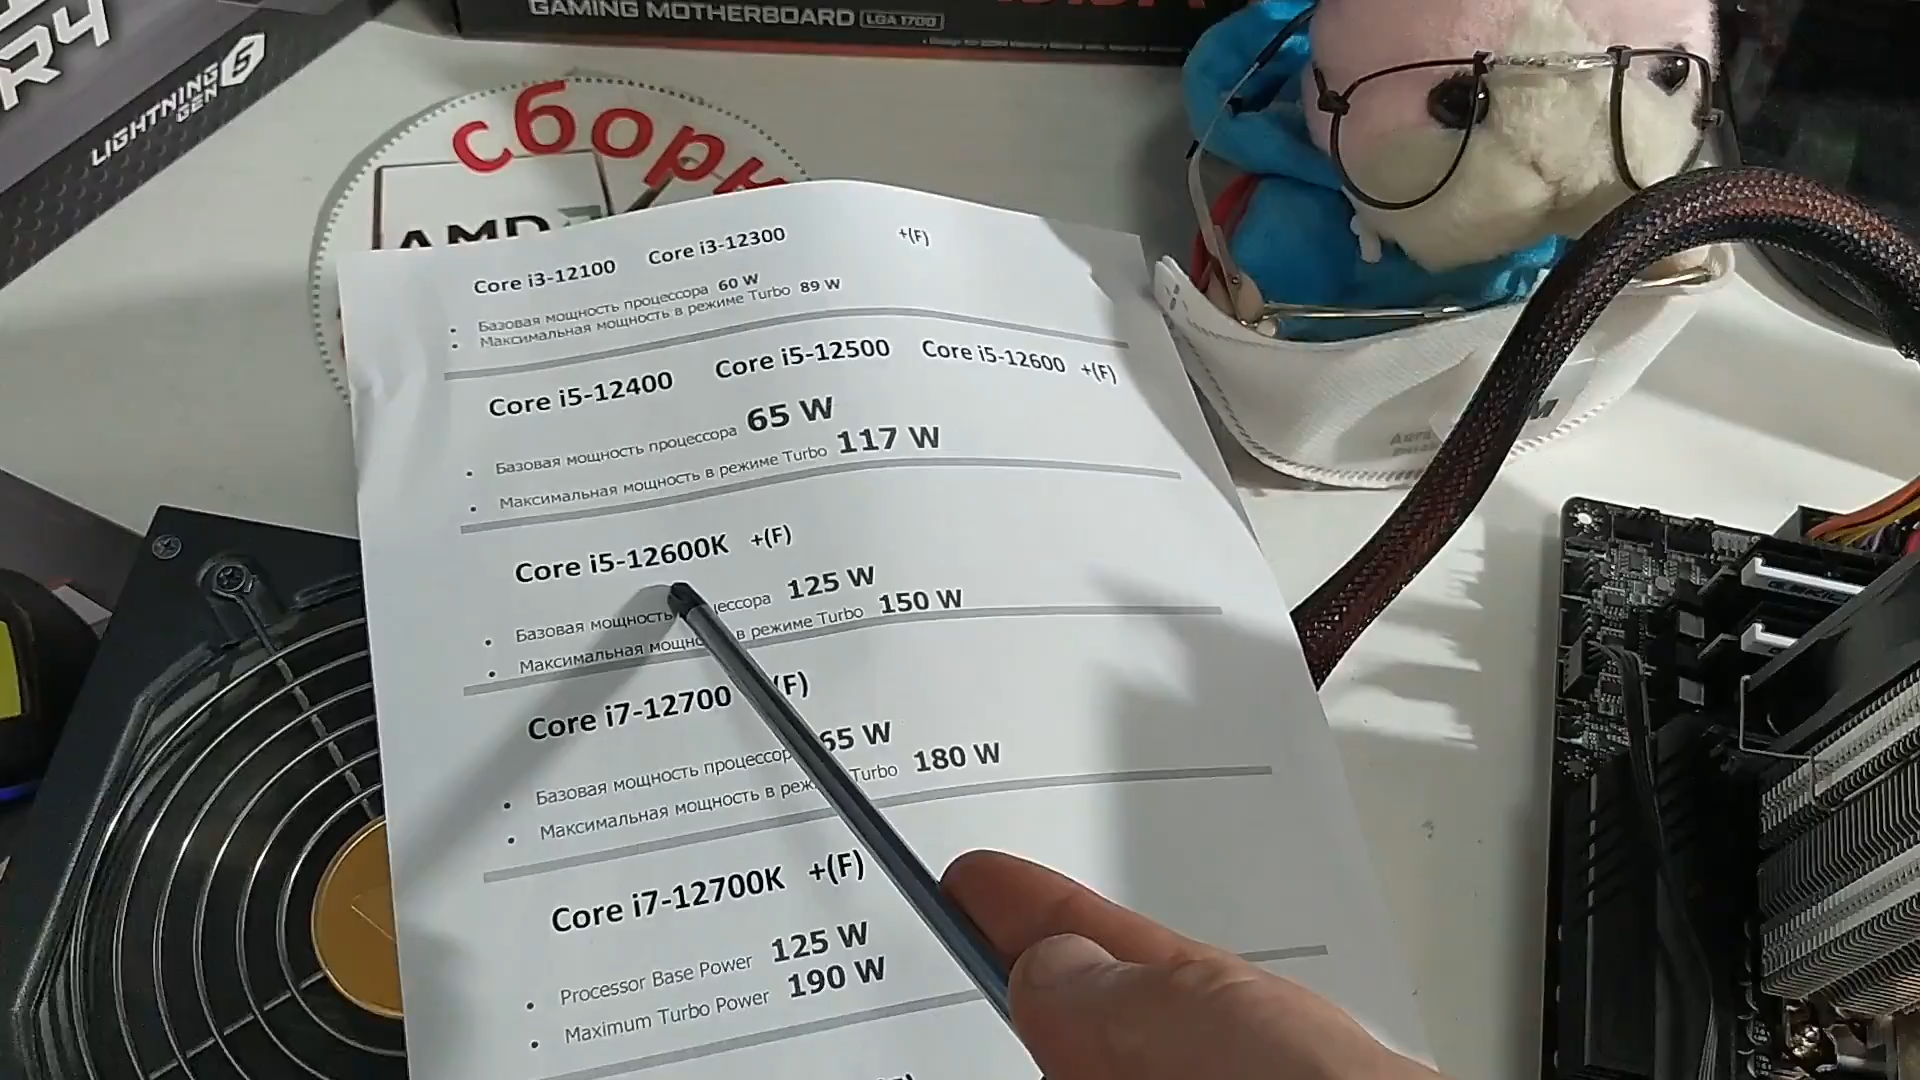 GAMING MOTHERBOARD LGA 1700
R4
LIGHTNING
GEN 5
сборк
AMD
Core i3-12100 Core i3-12300 +(F)
• Базовая мощность процессора 60 W
• Максимальная мощность в режиме Turbo 89 W
Core i5-12400 Core i5-12500 Core i5-12600 +(F)
• Базовая мощность процессора 65 W
• Максимальная мощность в режиме Turbo 117 W
Core i5-12600K +(F)
• Базовая мощность цессора 125 W
• Максимальная мощно в режиме Turbo 150 W
Core i7-12700 (F)
• Базовая мощность процессор 65 W
• Максимальная мощность в реж Turbo 180 W
Core i7-12700K +(F)
• Processor Base Power 125 W
• Maximum Turbo Power 190 W